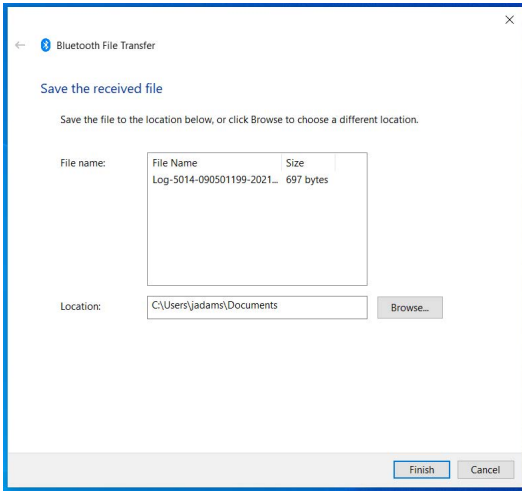 Bluetooth File Transfer
Save the received file
Save the file to the location below, or click Browse to choose a different location.
File name:
File Name Size
Log-5014-090501199-2021... 697 bytes
Location: C:\Users\jadams\Documents Browse...
Finish Cancel